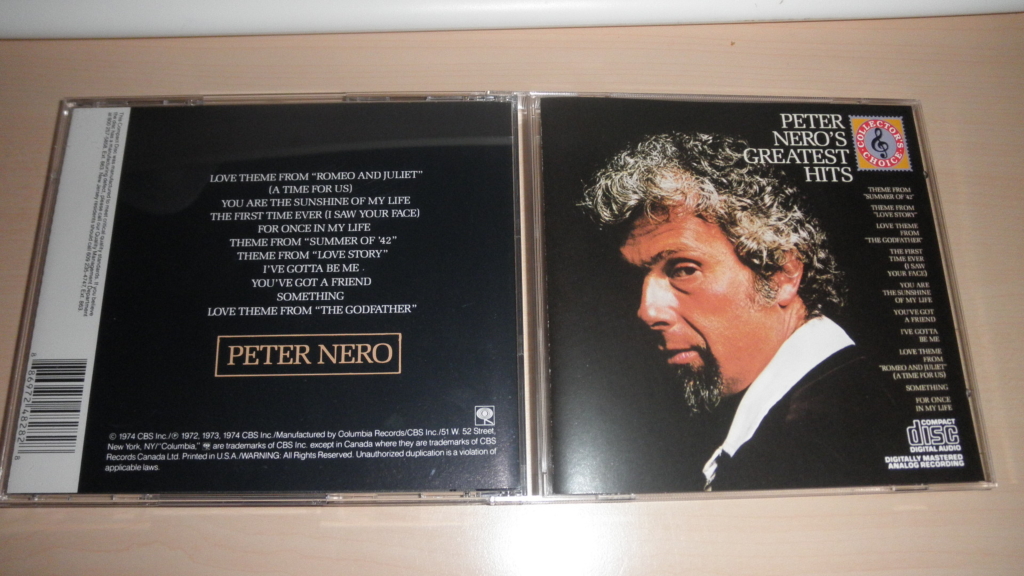 LOVE THEME FROM "ROMEO AND JULIET"
(A TIME FOR US)
YOU ARE THE SUNSHINE OF MY LIFE
THE FIRST TIME EVER (I SAW YOUR FACE)
FOR ONCE IN MY LIFE
THEME FROM "SUMMER OF '42"
THEME FROM "LOVE STORY"
I'VE GOTTA BE ME
YOU'VE GOT A FRIEND
SOMETHING
LOVE THEME FROM "THE GODFATHER"
PETER NERO
© 1974 CBS Inc./℗ 1972, 1973, 1974 CBS Inc./Manufactured by Columbia Records/CBS Inc./51 W. 52 Street,
New York, NY/"Columbia," are trademarks of CBS Inc. except in Canada where they are trademarks of CBS
Records Canada Ltd. Printed in U.S.A./WARNING: All Rights Reserved. Unauthorized duplication is a violation of
applicable laws.
PETER
NERO'S
GREATEST
HITS
COLLECTOR'S
CHOICE
THEME FROM
"SUMMER OF '42"
THEME FROM
"LOVE STORY"
LOVE THEME
FROM
"THE GODFATHER"
THE FIRST
TIME EVER
(I SAW
YOUR FACE)
YOU ARE
THE SUNSHINE
OF MY LIFE
YOU'VE GOT
A FRIEND
I'VE GOTTA
BE ME
LOVE THEME
FROM
"ROMEO AND JULIET"
(A TIME FOR US)
SOMETHING
FOR ONCE
IN MY LIFE
COMPACT
disc
DIGITAL AUDIO
DIGITALLY MASTERED
ANALOG RECORDING